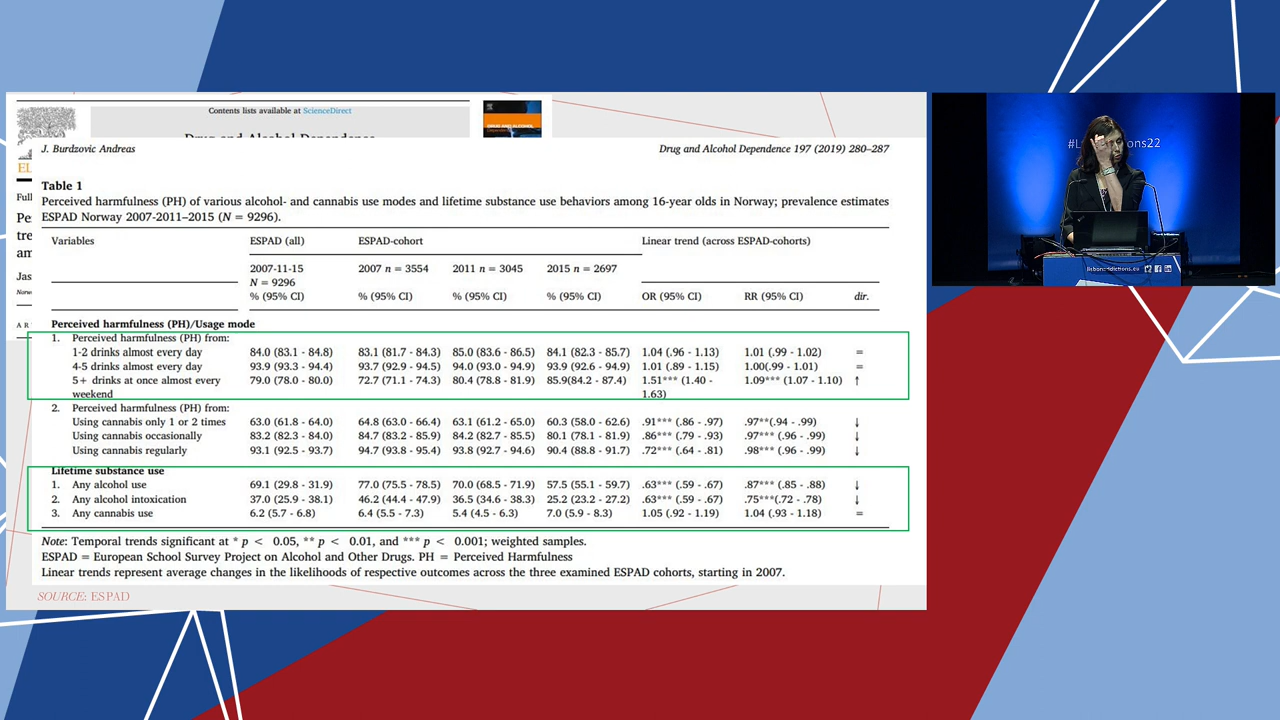 Contents lists available at ScienceDirect
Drug and Alcohol Dependence
J. Burdzovic Andreas
Drug and Alcohol Dependence 197 (2019) 280–287
EL
Full
Pe
tre
am
Jas
A R
Table 1
Perceived harmfulness (PH) of various alcohol- and cannabis use modes and lifetime substance use behaviors among 16-year olds in Norway; prevalence estimates
ESPAD Norway 2007-2011–2015 (N = 9296).
Variables ESPAD (all) ESPAD-cohort Linear trend (across ESPAD-cohorts)
2007-11-15 2007 n = 3554 2011 n = 3045 2015 n = 2697
N = 9296
% (95% CI) % (95% CI) % (95% CI) % (95% CI) OR (95% CI) RR (95% CI) dir.
Perceived harmfulness (PH)/Usage mode
1. Perceived harmfulness (PH) from:
1-2 drinks almost every day 84.0 (83.1 - 84.8) 83.1 (81.7 - 84.3) 85.0 (83.6 - 86.5) 84.1 (82.3 - 85.7) 1.04 (.96 - 1.13) 1.01 (.99 - 1.02) =
4-5 drinks almost every day 93.9 (93.3 - 94.4) 93.7 (92.9 - 94.5) 94.0 (93.0 - 94.9) 93.9 (92.6 - 94.9) 1.01 (.89 - 1.15) 1.00(.99 - 1.01) =
5+ drinks at once almost every 79.0 (78.0 - 80.0) 72.7 (71.1 - 74.3) 80.4 (78.8 - 81.9) 85.9(84.2 - 87.4) 1.51*** (1.40 - 1.09*** (1.07 - 1.10) ↑
weekend 1.63)
2. Perceived harmfulness (PH) from:
Using cannabis only 1 or 2 times 63.0 (61.8 - 64.0) 64.8 (63.0 - 66.4) 63.1 (61.2 - 65.0) 60.3 (58.0 - 62.6) .91*** (.86 - .97) .97**(.94 - .99) ↓
Using cannabis occasionally 83.2 (82.3 - 84.0) 84.7 (83.2 - 85.9) 84.2 (82.7 - 85.5) 80.1 (78.1 - 81.9) .86*** (.79 - .93) .97*** (.96 - .99) ↓
Using cannabis regularly 93.1 (92.5 - 93.7) 94.7 (93.8 - 95.4) 93.8 (92.7 - 94.6) 90.4 (88.8 - 91.7) .72*** (.64 - .81) .98*** (.96 - .99) ↓
Lifetime substance use
1. Any alcohol use 69.1 (29.8 - 31.9) 77.0 (75.5 - 78.5) 70.0 (68.5 - 71.9) 57.5 (55.1 - 59.7) .63*** (.59 - .67) .87*** (.85 - .88) ↓
2. Any alcohol intoxication 37.0 (25.9 - 38.1) 46.2 (44.4 - 47.9) 36.5 (34.6 - 38.3) 25.2 (23.2 - 27.2) .63*** (.59 - .67) .75***(.72 - .78) ↓
3. Any cannabis use 6.2 (5.7 - 6.8) 6.4 (5.5 - 7.3) 5.4 (4.5 - 6.3) 7.0 (5.9 - 8.3) 1.05 (.92 - 1.19) 1.04 (.93 - 1.18) =
Note: Temporal trends significant at * p < 0.05, ** p < 0.01, and *** p < 0.001; weighted samples.
ESPAD = European School Survey Project on Alcohol and Other Drugs. PH = Perceived Harmfulness
Linear trends represent average changes in the likelihoods of respective outcomes across the three examined ESPAD cohorts, starting in 2007.
SOURCE: ESPAD
lisbonaddictions.eu